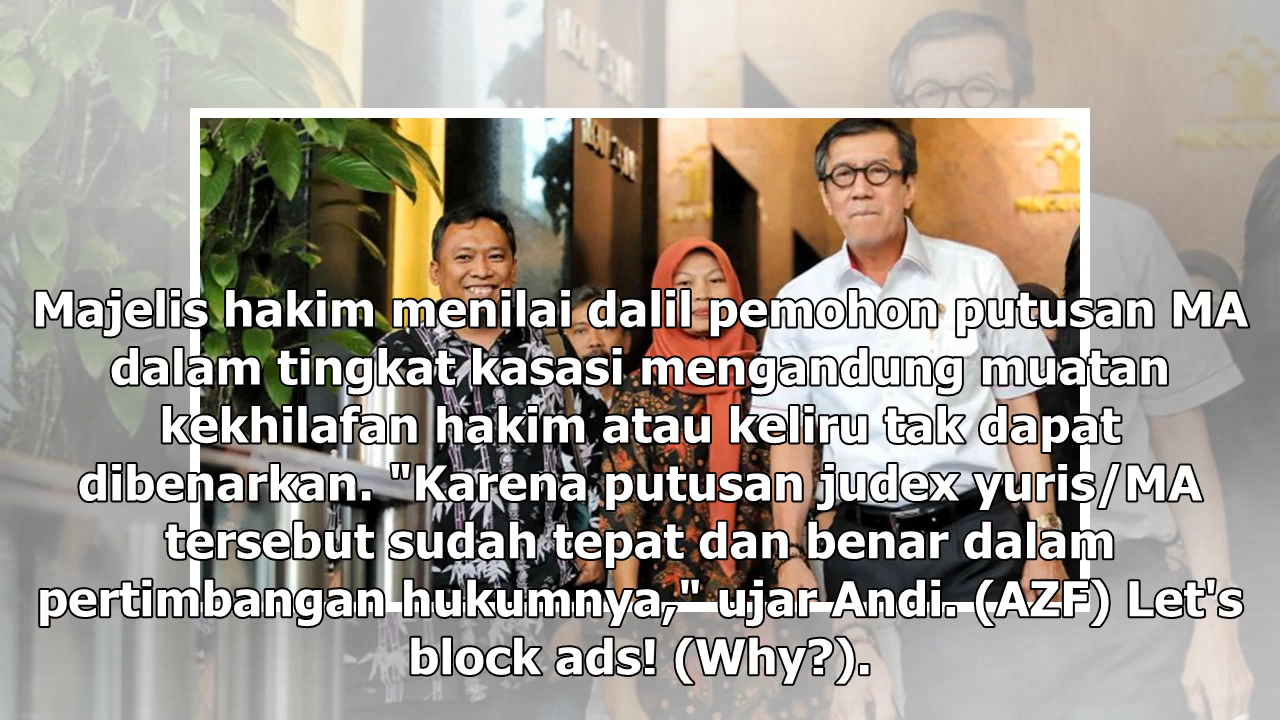 Majelis hakim menilai dalil pemohon putusan MA
dalam tingkat kasasi mengandung muatan
kekhilafan hakim atau keliru tak dapat
dibenarkan. "Karena putusan judex yuris/MA
tersebut sudah tepat dan benar dalam
pertimbangan hukumnya," ujar Andi. (AZF) Let's
block ads! (Why?).